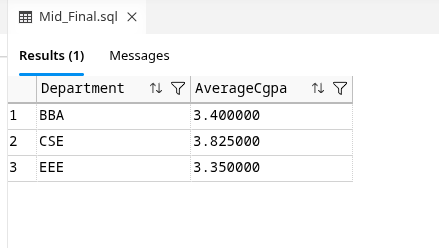 Mid_Final.sql
Results (1) Messages
Department AverageCgpa
1 BBA 3.400000
2 CSE 3.825000
3 EEE 3.350000